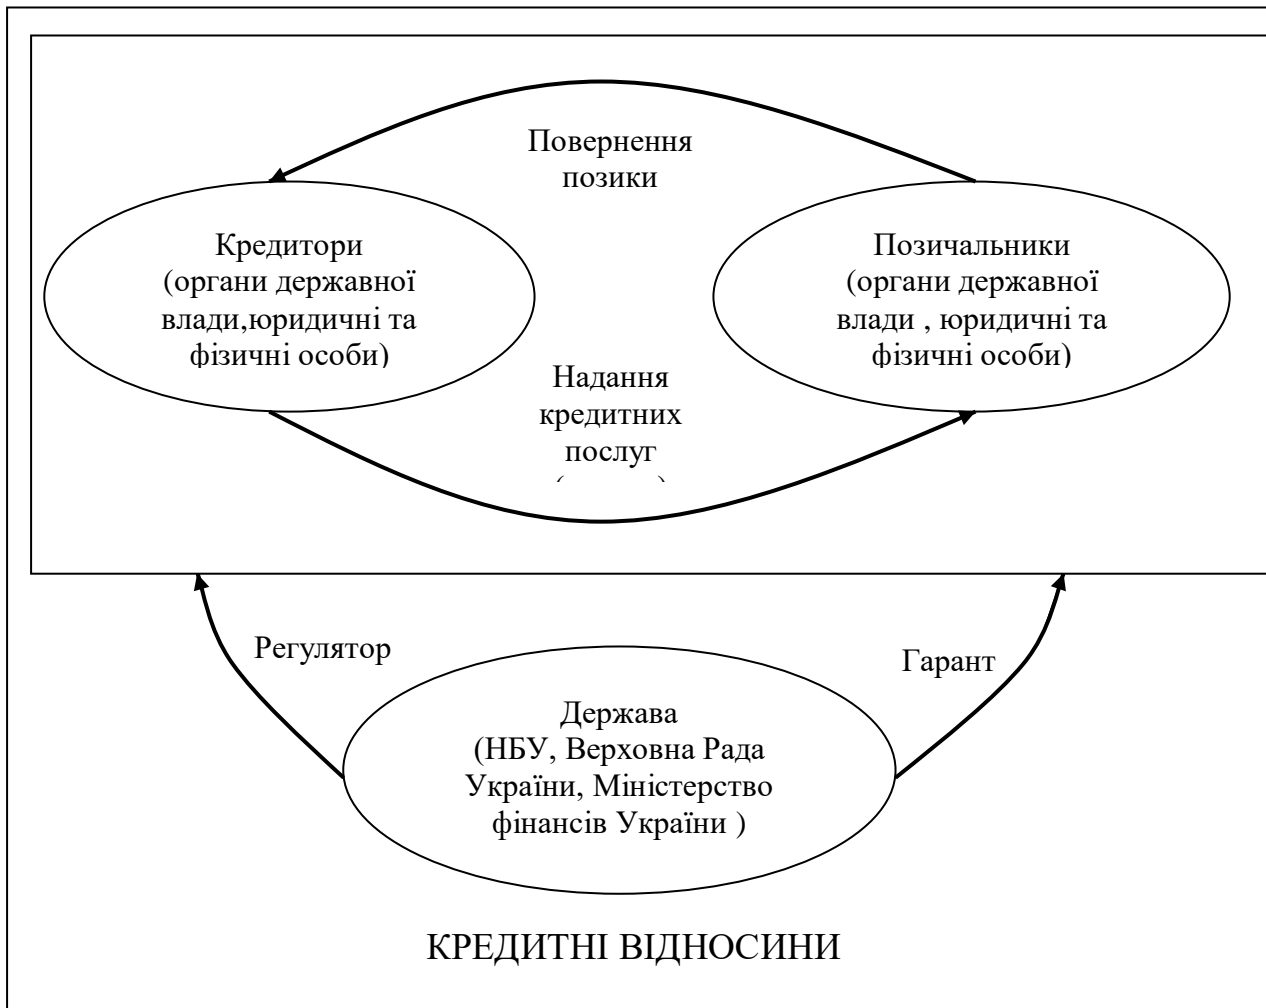 Повернення
позики
Кредитори
(органи державної
влади,юридичні та
фізичні особи)
Позичальники
(органи державної
влади , юридичні та
фізичні особи)
Надання
кредитних
послуг
Регулятор
Гарант
Держава
(НБУ, Верховна Рада
України, Міністерство
фінансів України )
КРЕДИТНІ ВІДНОСИНИ